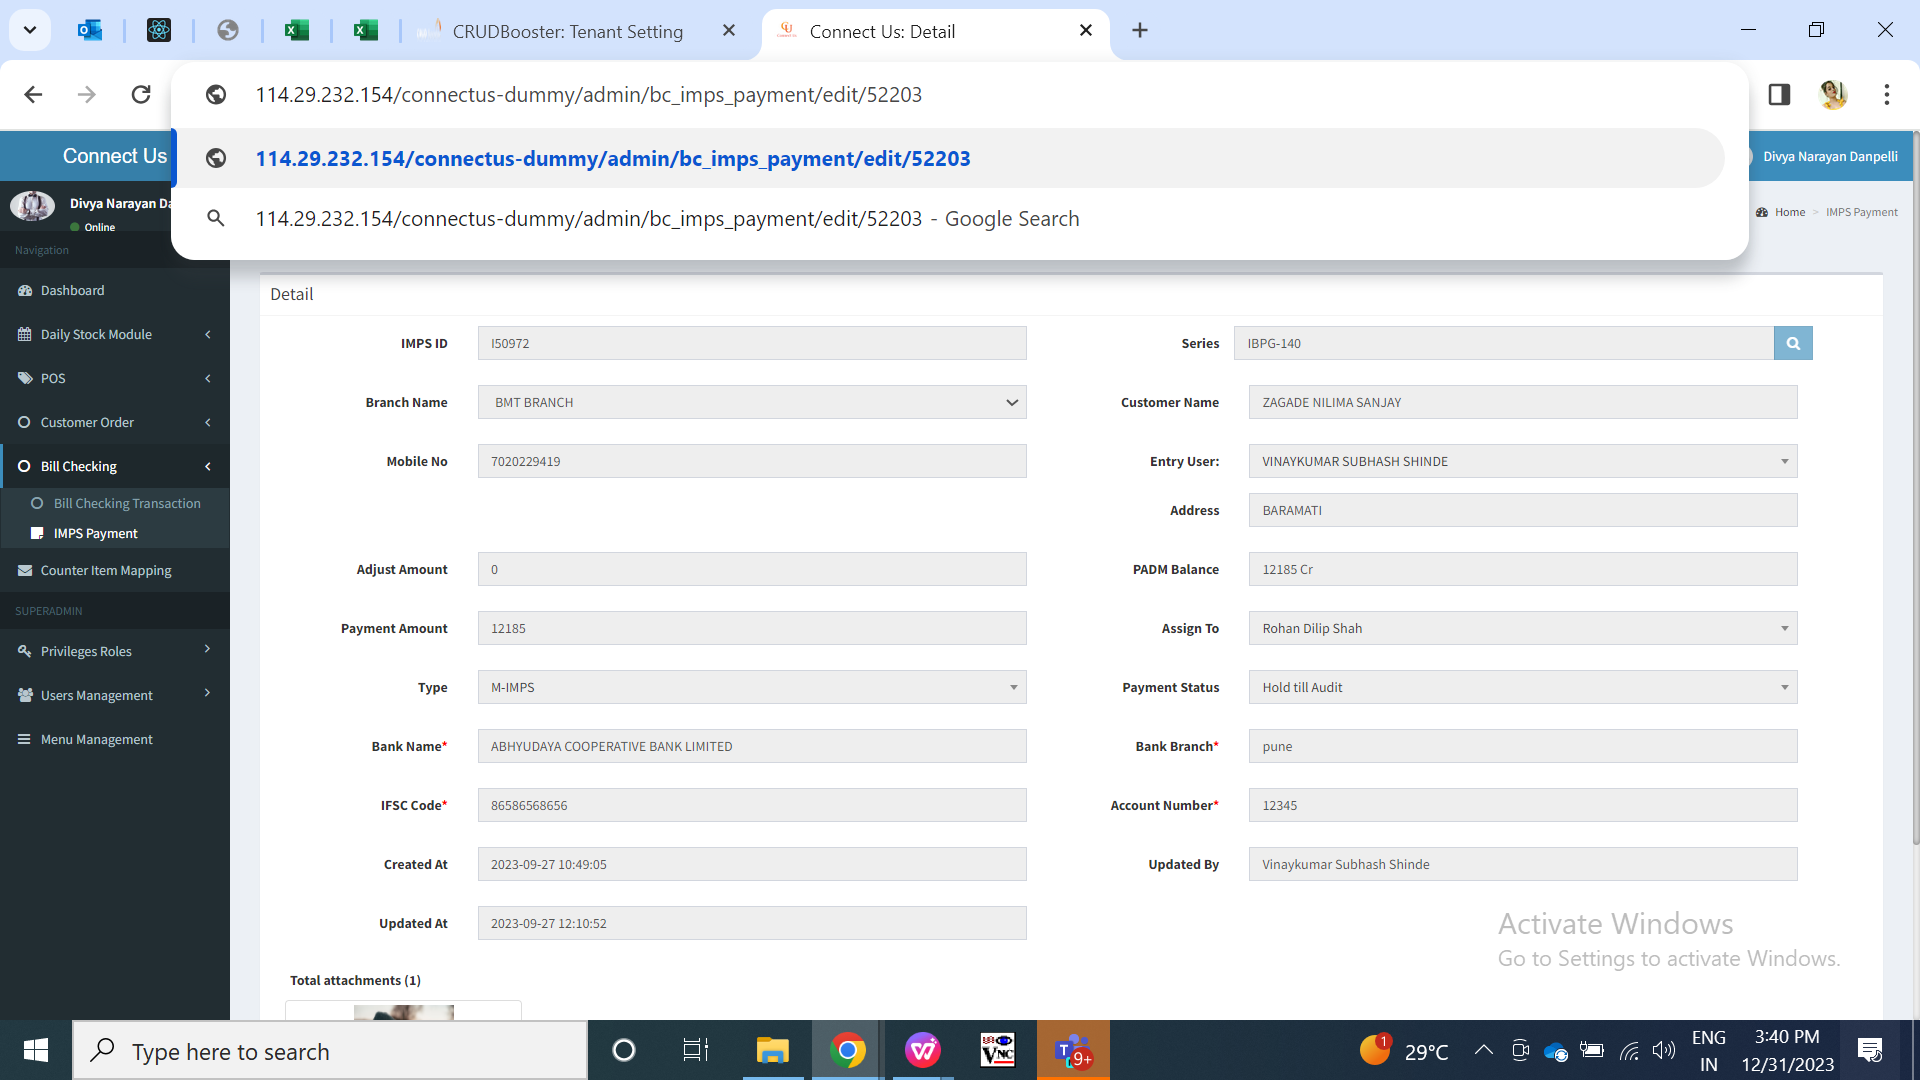 CRUDBooster: Tenant Setting
Connect Us: Detail
114.29.232.154/connectus-dummy/admin/bc_imps_payment/edit/52203
114.29.232.154/connectus-dummy/admin/bc_imps_payment/edit/52203
114.29.232.154/connectus-dummy/admin/bc_imps_payment/edit/52203 - Google Search
Connect Us
Divya Narayan Danpelli
Divya Narayan Da
Online
Home > IMPS Payment
Navigation
Dashboard
Daily Stock Module
POS
Customer Order
Bill Checking
Bill Checking Transaction
IMPS Payment
Counter Item Mapping
SUPERADMIN
Privileges Roles
Users Management
Menu Management
Detail
IMPS ID I50972 Series IBPG-140
Branch Name BMT BRANCH Customer Name ZAGADE NILIMA SANJAY
Mobile No 7020229419 Entry User: VINAYKUMAR SUBHASH SHINDE
Address BARAMATI
Adjust Amount 0 PADM Balance 12185 Cr
Payment Amount 12185 Assign To Rohan Dilip Shah
Type M-IMPS Payment Status Hold till Audit
Bank Name* ABHYUDAYA COOPERATIVE BANK LIMITED Bank Branch* pune
IFSC Code* 86586568656 Account Number* 12345
Created At 2023-09-27 10:49:05 Updated By Vinaykumar Subhash Shinde
Updated At 2023-09-27 12:10:52
Total attachments (1)
Activate Windows
Go to Settings to activate Windows.
Type here to search
VNC
9+
1
29°C
ENG
IN
3:40 PM
12/31/2023